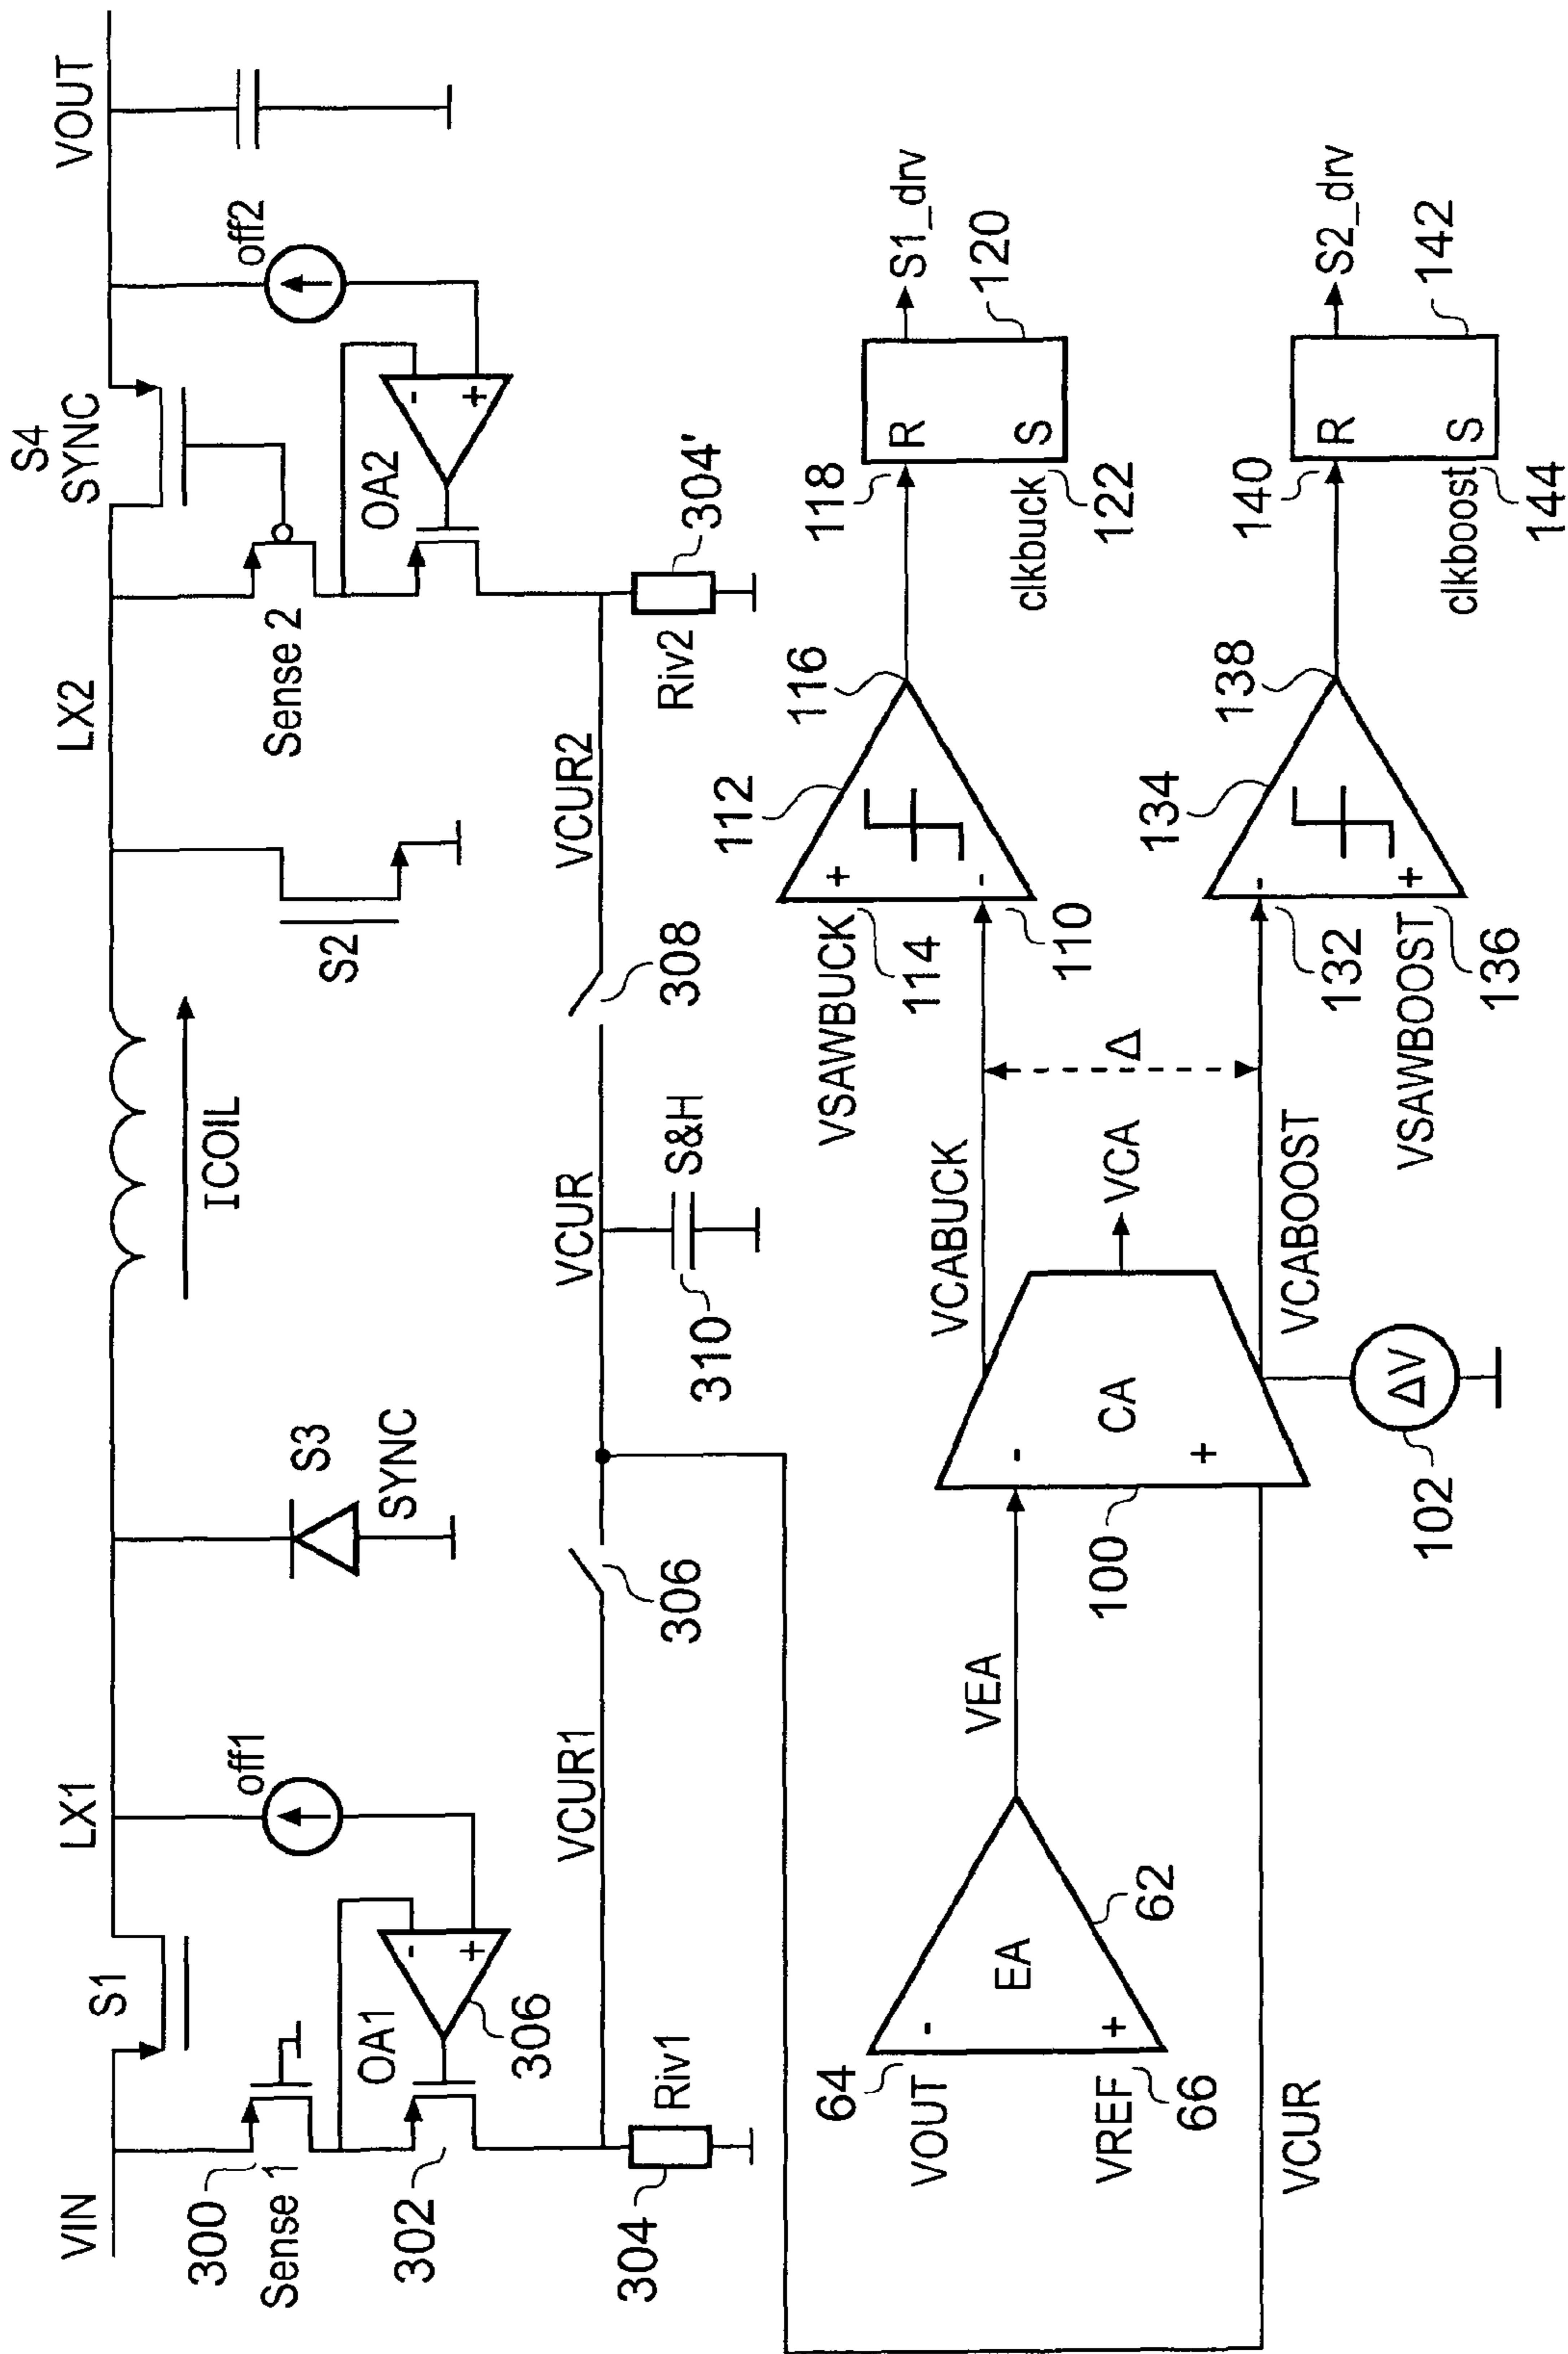 VIN
S1
LX1
off1
S3
SYNC
ICOIL
S2
LX2
S4
SYNC
off2
VOUT
300
Sense 1
302
OA1
-
+
306
304
Riv1
VCUR1
306
VCUR
310
S&H
308
VCUR2
Sense 2
OA2
-
+
Riv2
304'
64
VOUT
-
EA
+
VREF
66
62
VEA
VCUR
100
-
CA
+
102
ΔV
VCA
VCABUCK
VCABOOST
Δ
VSAWBUCK
114
+
-
110
112
116
118
R
S
clkbuck
122
120
S1_drv
132
-
+
VSAWBOOST
136
134
138
140
R
S
clkboost
144
142
S2_drv